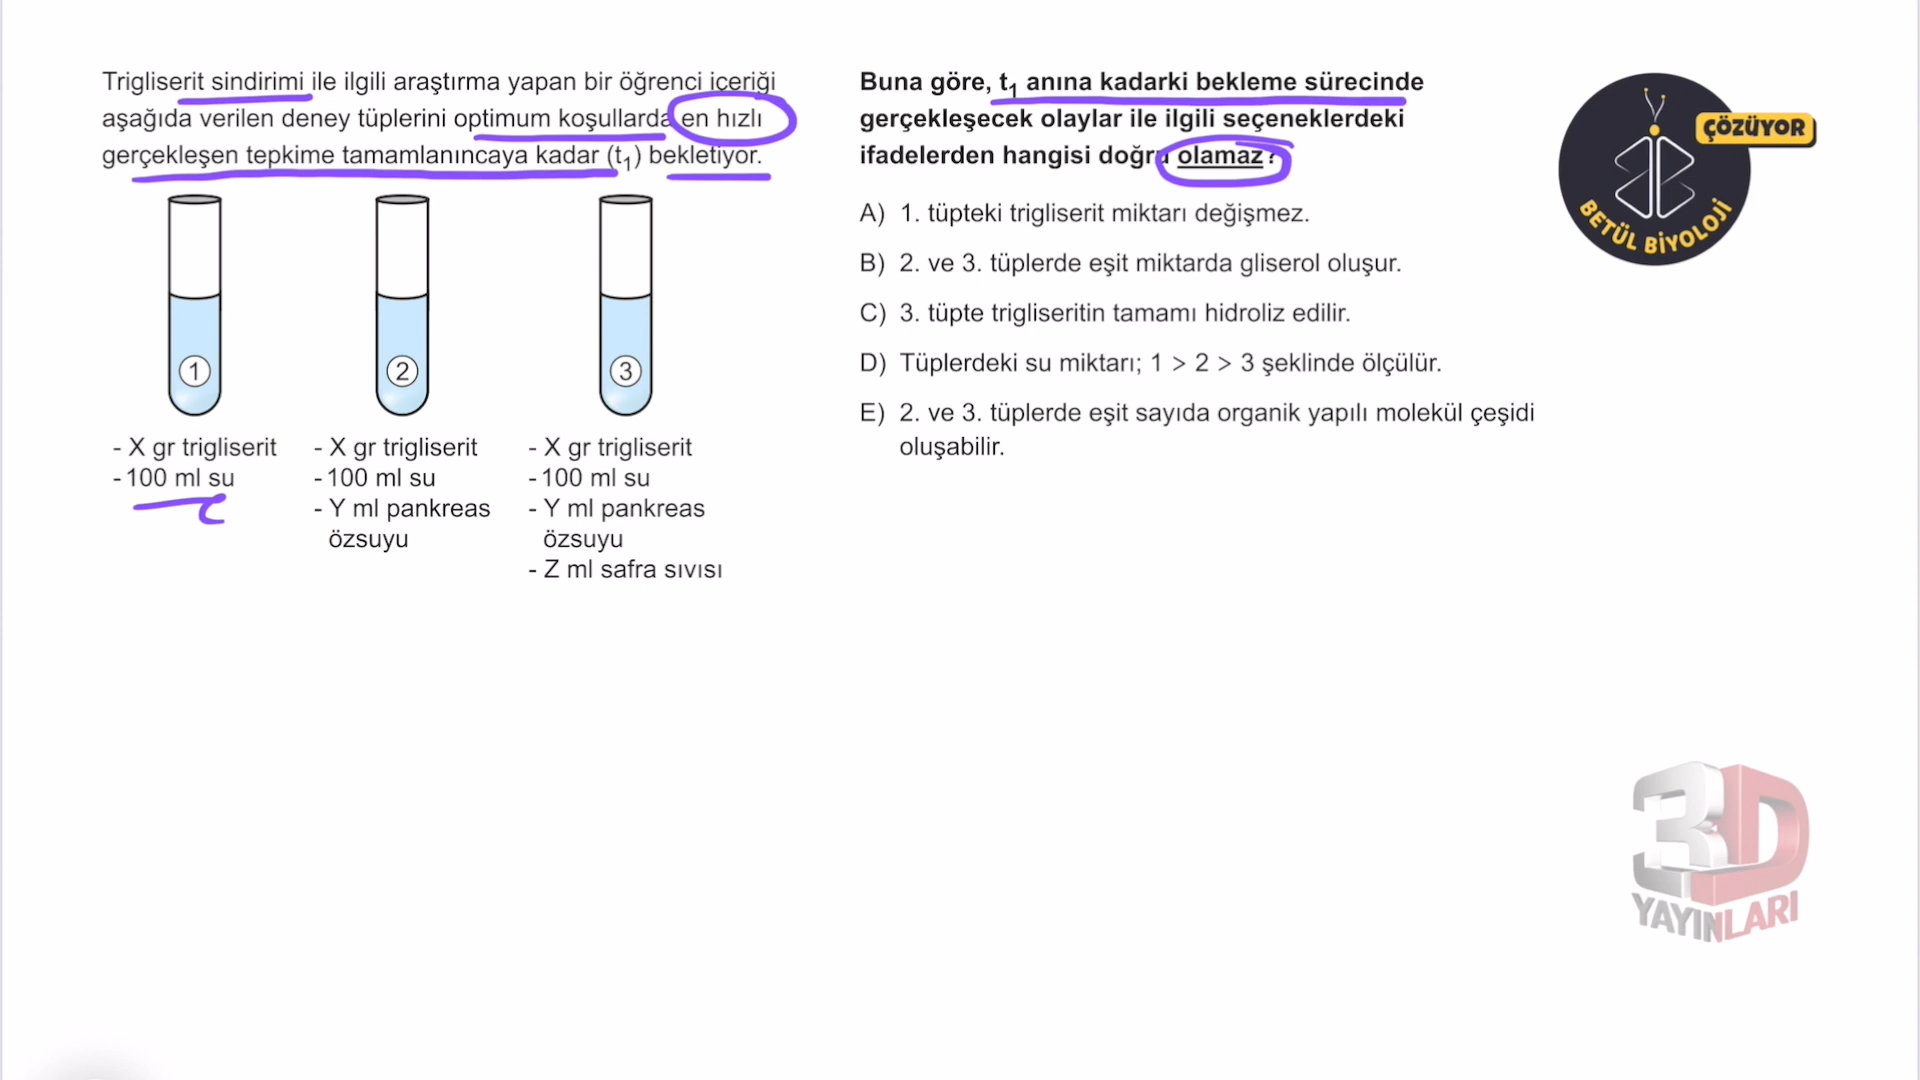 Trigliserit sindirimi ile ilgili araştırma yapan bir öğrenci içeriği
aşağıda verilen deney tüplerini optimum koşullarda en hızlı
gerçekleşen tepkime tamamlanıncaya kadar (t₁) bekletiyor.
1
2
3
- X gr trigliserit
- 100 ml su
- X gr trigliserit
- 100 ml su
- Y ml pankreas
özsuyu
- X gr trigliserit
- 100 ml su
- Y ml pankreas
özsuyu
- Z ml safra sıvısı
Buna göre, t₁ anına kadarki bekleme sürecinde
gerçekleşecek olaylar ile ilgili seçeneklerdeki
ifadelerden hangisi doğru olamaz?
A) 1. tüpteki trigliserit miktarı değişmez.
B) 2. ve 3. tüplerde eşit miktarda gliserol oluşur.
C) 3. tüpte trigliseritin tamamı hidroliz edilir.
D) Tüplerdeki su miktarı; 1 > 2 > 3 şeklinde ölçülür.
E) 2. ve 3. tüplerde eşit sayıda organik yapılı molekül çeşidi
oluşabilir.
ÇÖZÜYOR
BETÜL BİYOLOJİ
3D
YAYINLARI